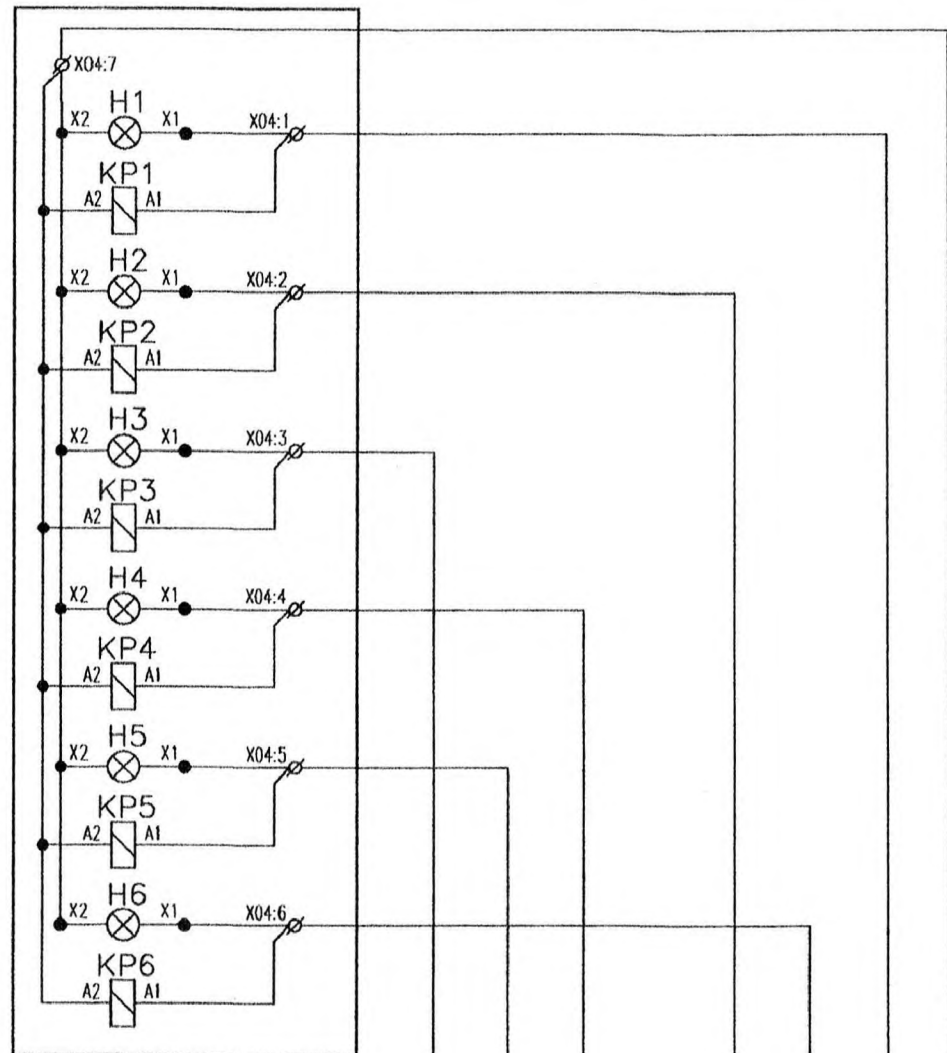 X04:7
H1
X2 X1 X04:1
KP1
A2 A1
H2
X2 X1 X04:2
KP2
A2 A1
H3
X2 X1 X04:3
KP3
A2 A1
H4
X2 X1 X04:4
KP4
A2 A1
H5
X2 X1 X04:5
KP5
A2 A1
H6
X2 X1 X04:6
KP6
A2 A1